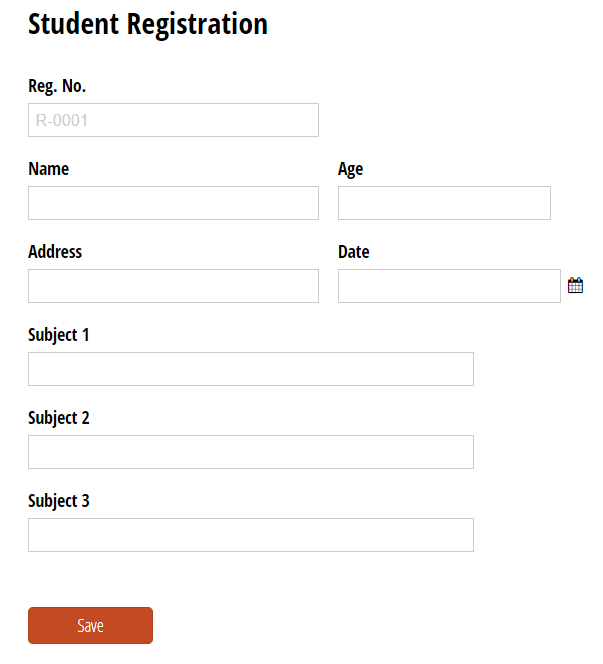 Student Registration
Reg. No.
R-0001
Name Age
Address Date
Subject 1
Subject 2
Subject 3
Save